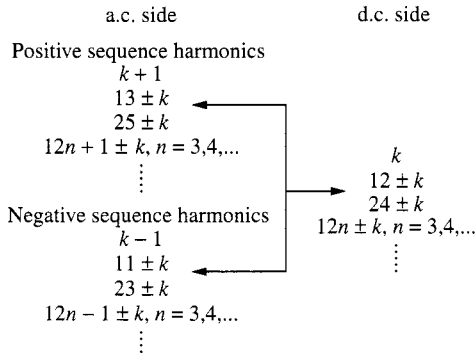 a.c. side
d.c. side
Positive sequence harmonics
k + 1
13 ± k
25 ± k
12n + 1 ± k, n = 3,4,...
Negative sequence harmonics
k − 1
11 ± k
23 ± k
12n − 1 ± k, n = 3,4,...
k
12 ± k
24 ± k
12n ± k, n = 3,4,...